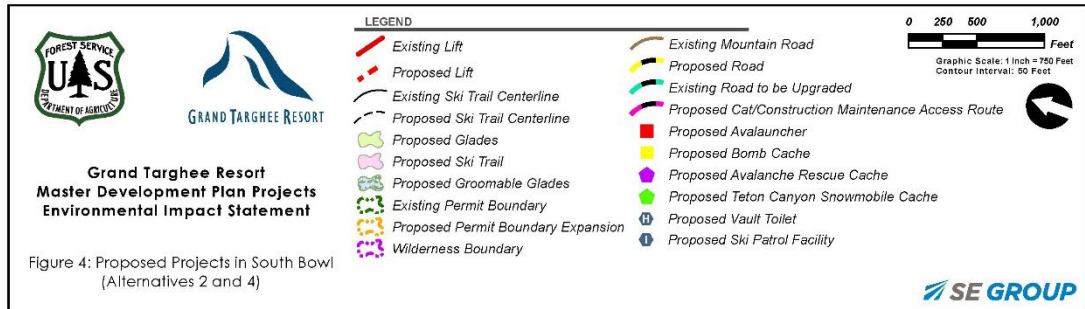 FOREST SERVICE
U S
DEPARTMENT OF AGRICULTURE
GRAND TARGHEE RESORT
Grand Targhee Resort
Master Development Plan Projects
Environmental Impact Statement
Figure 4: Proposed Projects in South Bowl
(Alternatives 2 and 4)
LEGEND
Existing Lift
Proposed Lift
Existing Ski Trail Centerline
Proposed Ski Trail Centerline
Proposed Glades
Proposed Ski Trail
Proposed Groomable Glades
Existing Permit Boundary
Proposed Permit Boundary Expansion
Wilderness Boundary
Existing Mountain Road
Proposed Road
Existing Road to be Upgraded
Proposed Cat/Construction Maintenance Access Route
Proposed Avalauncher
Proposed Bomb Cache
Proposed Avalanche Rescue Cache
Proposed Teton Canyon Snowmobile Cache
H Proposed Vault Toilet
I Proposed Ski Patrol Facility
0 250 500 1,000
Feet
Graphic Scale: 1 Inch = 750 Feet
Contour Interval: 50 Feet
SE GROUP